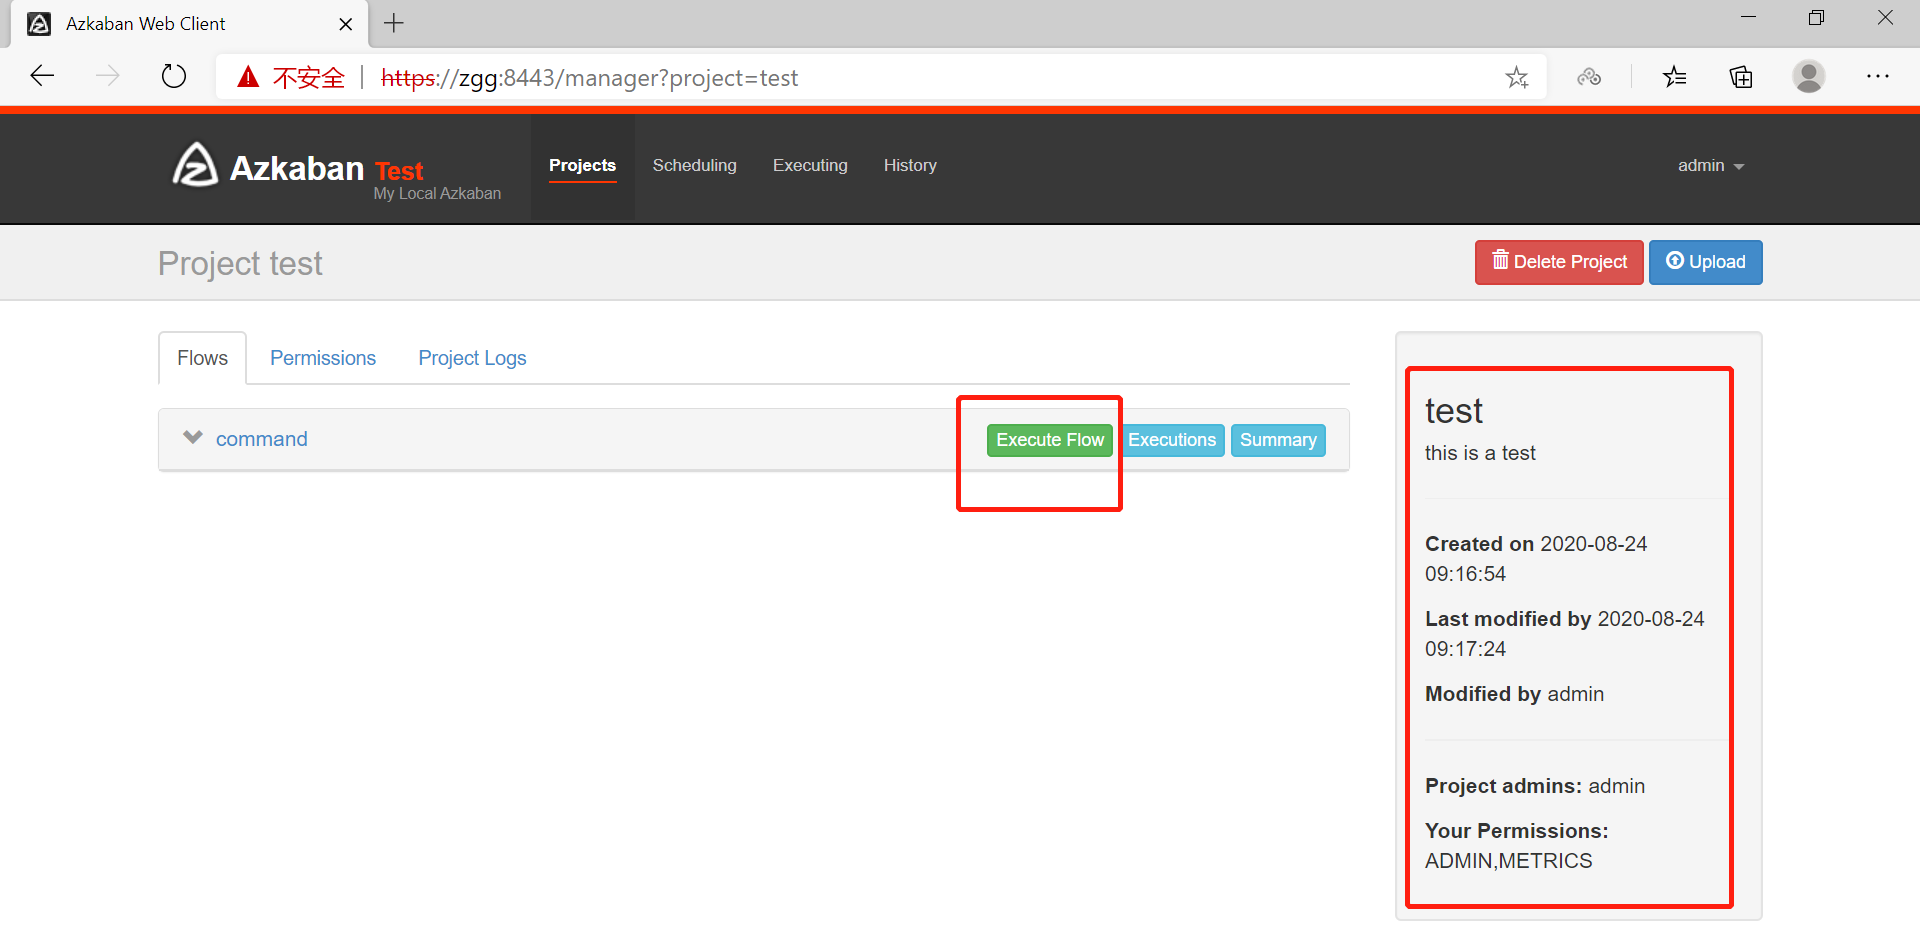 Azkaban Web Client
不安全 | https://zgg:8443/manager?project=test
Azkaban Test
My Local Azkaban
Projects Scheduling Executing History admin
Project test
Delete Project Upload
Flows Permissions Project Logs
command Execute Flow Executions Summary
test
this is a test
Created on 2020-08-24
09:16:54
Last modified by 2020-08-24
09:17:24
Modified by admin
Project admins: admin
Your Permissions:
ADMIN,METRICS